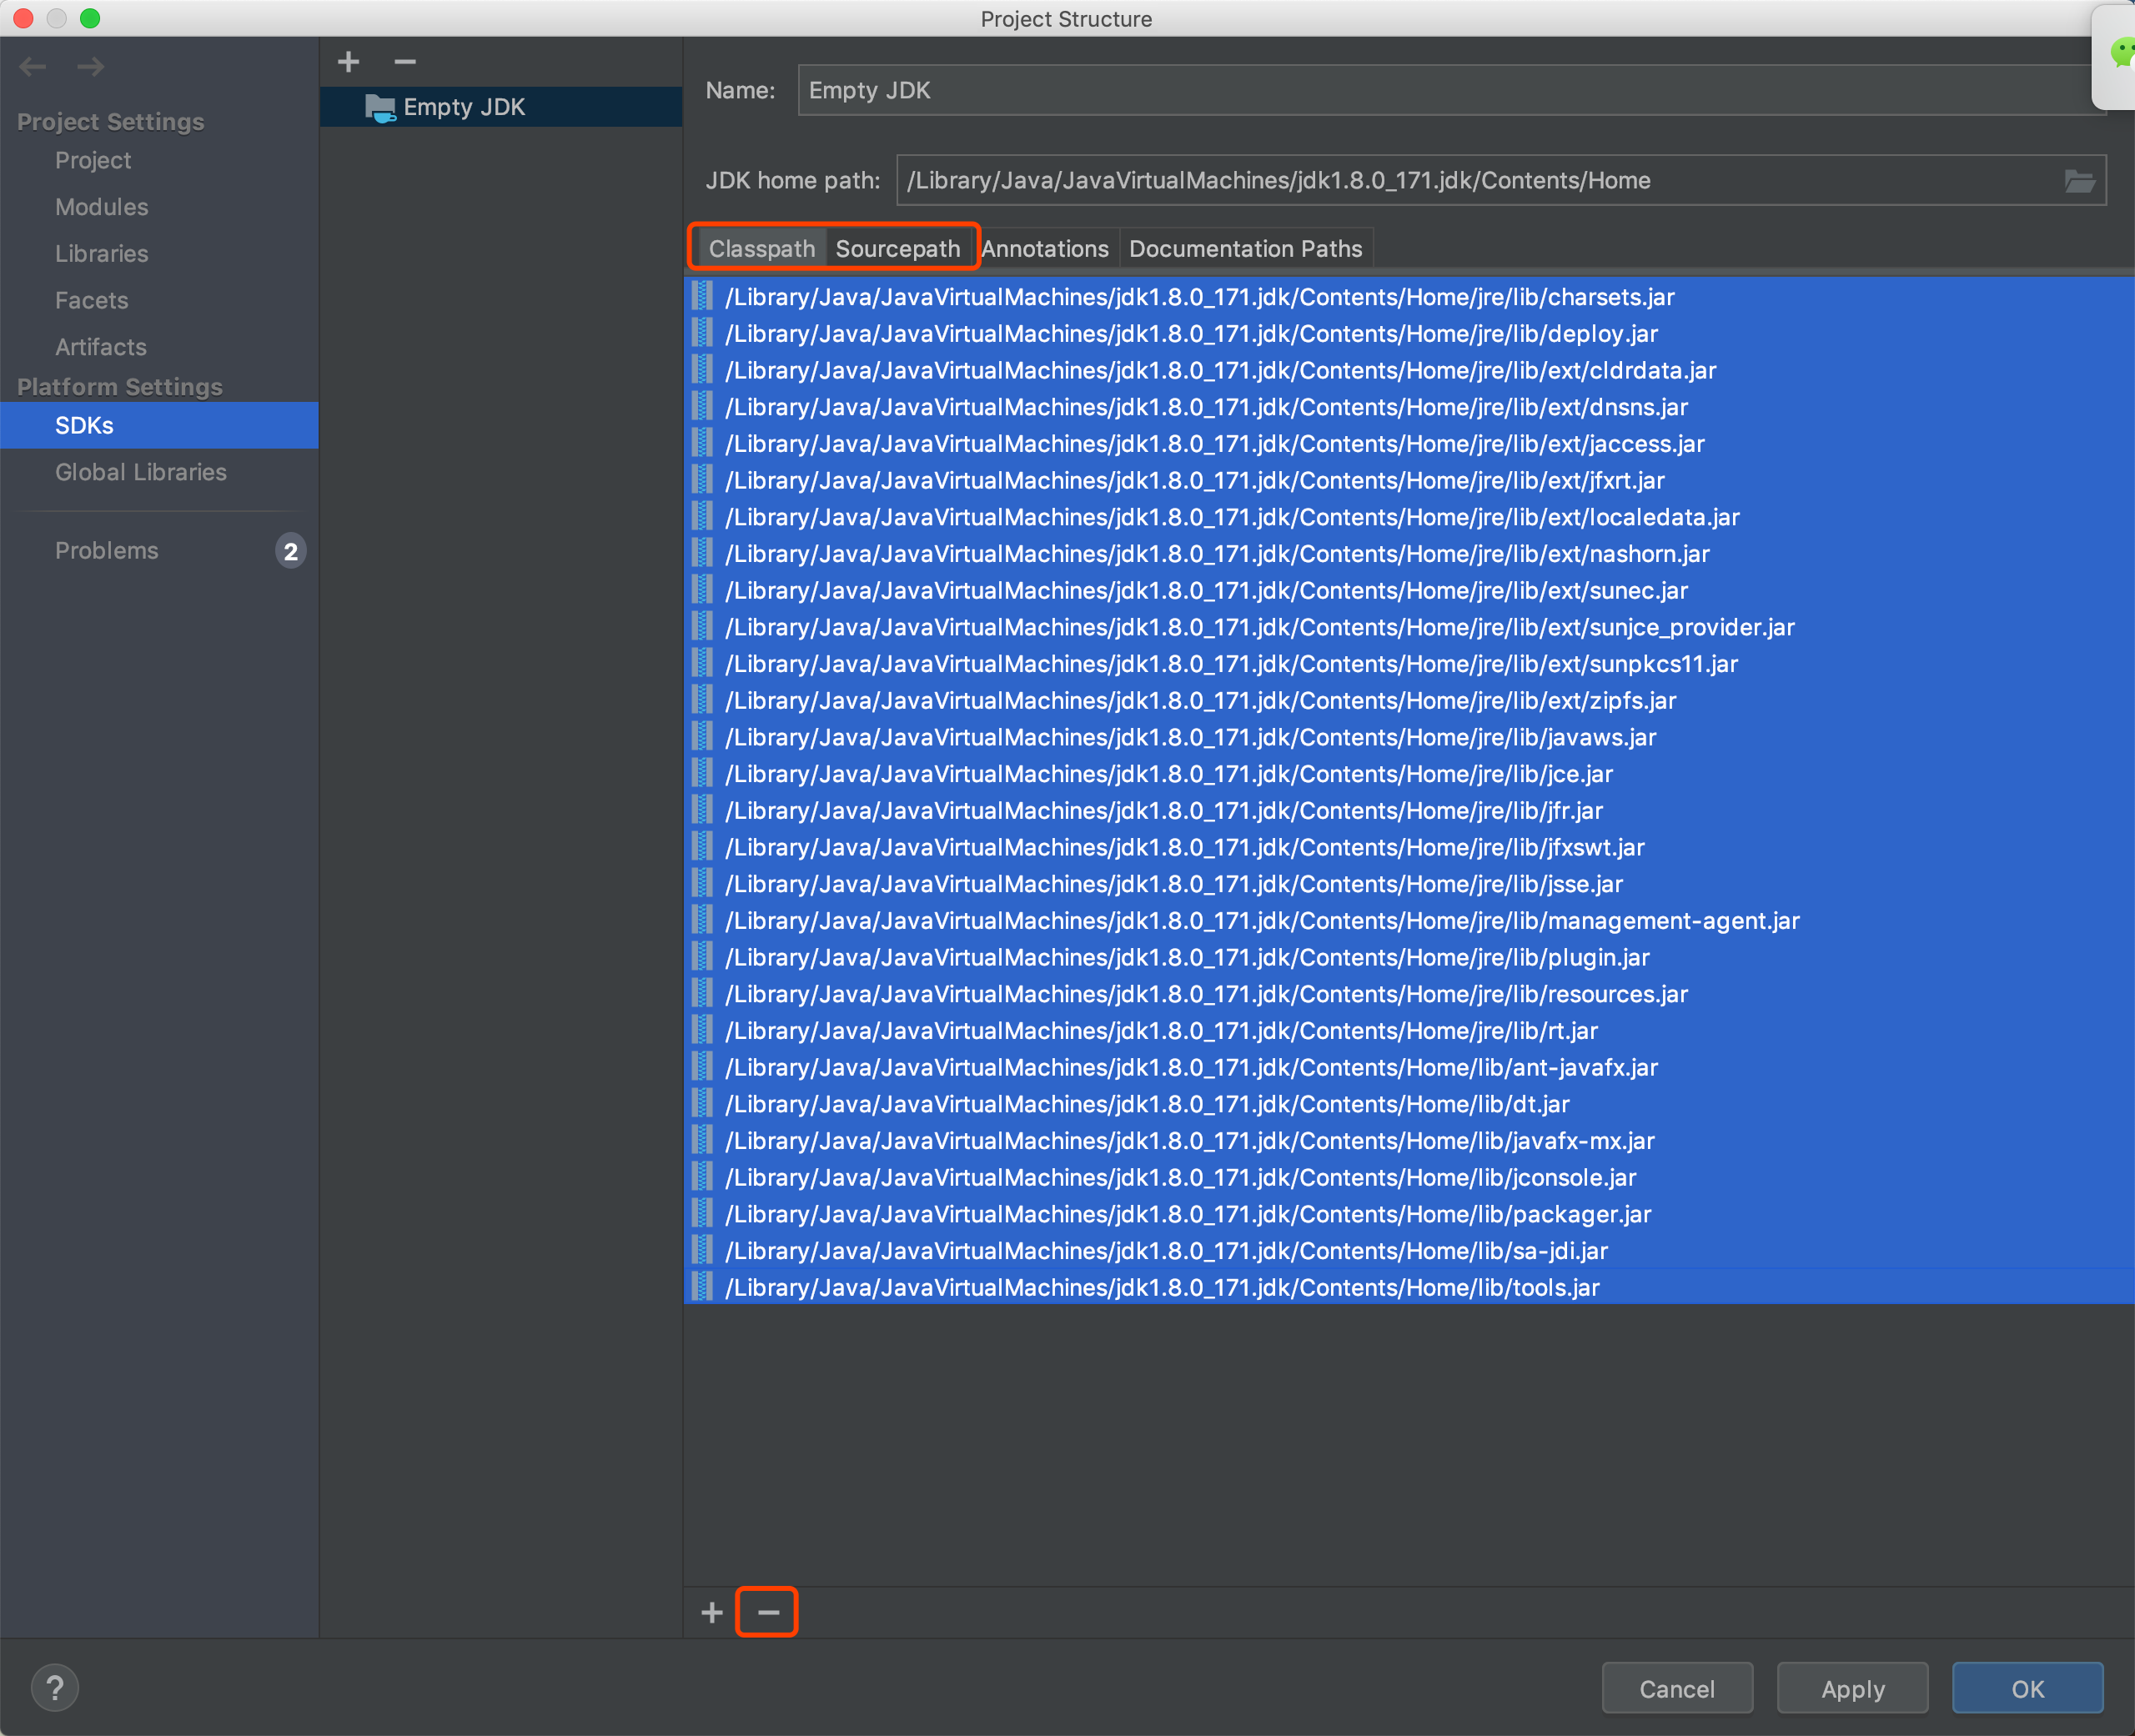 Project Structure
Project Settings
Project
Modules
Libraries
Facets
Artifacts
Platform Settings
SDKs
Global Libraries
Problems 2
Empty JDK
Name: Empty JDK
JDK home path: /Library/Java/JavaVirtualMachines/jdk1.8.0_171.jdk/Contents/Home
Classpath Sourcepath Annotations Documentation Paths
/Library/Java/JavaVirtualMachines/jdk1.8.0_171.jdk/Contents/Home/jre/lib/charsets.jar
/Library/Java/JavaVirtualMachines/jdk1.8.0_171.jdk/Contents/Home/jre/lib/deploy.jar
/Library/Java/JavaVirtualMachines/jdk1.8.0_171.jdk/Contents/Home/jre/lib/ext/cldrdata.jar
/Library/Java/JavaVirtualMachines/jdk1.8.0_171.jdk/Contents/Home/jre/lib/ext/dnsns.jar
/Library/Java/JavaVirtualMachines/jdk1.8.0_171.jdk/Contents/Home/jre/lib/ext/jaccess.jar
/Library/Java/JavaVirtualMachines/jdk1.8.0_171.jdk/Contents/Home/jre/lib/ext/jfxrt.jar
/Library/Java/JavaVirtualMachines/jdk1.8.0_171.jdk/Contents/Home/jre/lib/ext/localedata.jar
/Library/Java/JavaVirtualMachines/jdk1.8.0_171.jdk/Contents/Home/jre/lib/ext/nashorn.jar
/Library/Java/JavaVirtualMachines/jdk1.8.0_171.jdk/Contents/Home/jre/lib/ext/sunec.jar
/Library/Java/JavaVirtualMachines/jdk1.8.0_171.jdk/Contents/Home/jre/lib/ext/sunjce_provider.jar
/Library/Java/JavaVirtualMachines/jdk1.8.0_171.jdk/Contents/Home/jre/lib/ext/sunpkcs11.jar
/Library/Java/JavaVirtualMachines/jdk1.8.0_171.jdk/Contents/Home/jre/lib/ext/zipfs.jar
/Library/Java/JavaVirtualMachines/jdk1.8.0_171.jdk/Contents/Home/jre/lib/javaws.jar
/Library/Java/JavaVirtualMachines/jdk1.8.0_171.jdk/Contents/Home/jre/lib/jce.jar
/Library/Java/JavaVirtualMachines/jdk1.8.0_171.jdk/Contents/Home/jre/lib/jfr.jar
/Library/Java/JavaVirtualMachines/jdk1.8.0_171.jdk/Contents/Home/jre/lib/jfxswt.jar
/Library/Java/JavaVirtualMachines/jdk1.8.0_171.jdk/Contents/Home/jre/lib/jsse.jar
/Library/Java/JavaVirtualMachines/jdk1.8.0_171.jdk/Contents/Home/jre/lib/management-agent.jar
/Library/Java/JavaVirtualMachines/jdk1.8.0_171.jdk/Contents/Home/jre/lib/plugin.jar
/Library/Java/JavaVirtualMachines/jdk1.8.0_171.jdk/Contents/Home/jre/lib/resources.jar
/Library/Java/JavaVirtualMachines/jdk1.8.0_171.jdk/Contents/Home/jre/lib/rt.jar
/Library/Java/JavaVirtualMachines/jdk1.8.0_171.jdk/Contents/Home/lib/ant-javafx.jar
/Library/Java/JavaVirtualMachines/jdk1.8.0_171.jdk/Contents/Home/lib/dt.jar
/Library/Java/JavaVirtualMachines/jdk1.8.0_171.jdk/Contents/Home/lib/javafx-mx.jar
/Library/Java/JavaVirtualMachines/jdk1.8.0_171.jdk/Contents/Home/lib/jconsole.jar
/Library/Java/JavaVirtualMachines/jdk1.8.0_171.jdk/Contents/Home/lib/packager.jar
/Library/Java/JavaVirtualMachines/jdk1.8.0_171.jdk/Contents/Home/lib/sa-jdi.jar
/Library/Java/JavaVirtualMachines/jdk1.8.0_171.jdk/Contents/Home/lib/tools.jar
? Cancel Apply OK